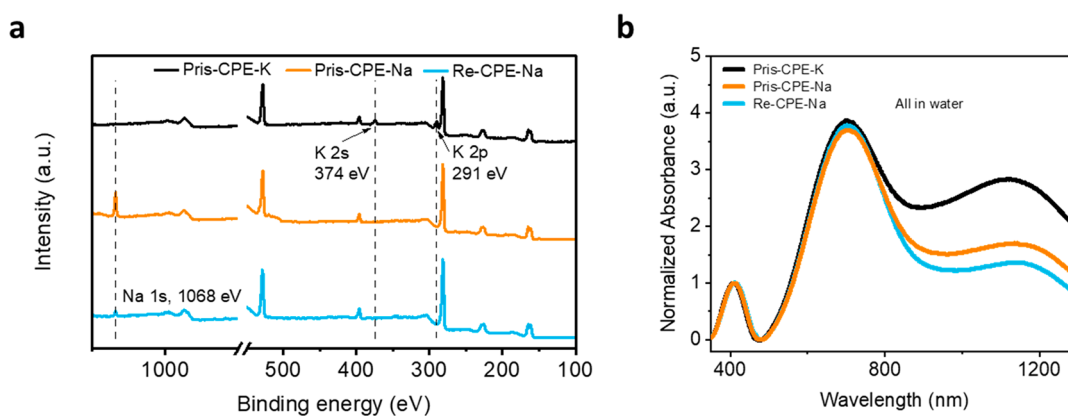 a
Pris-CPE-K Pris-CPE-Na Re-CPE-Na
K 2s
374 eV
K 2p
291 eV
Na 1s, 1068 eV
Intensity (a.u.)
1000 500 400 300 200 100
Binding energy (eV)
b
Pris-CPE-K
Pris-CPE-Na
Re-CPE-Na
All in water
Normalized Absorbance (a.u.)
5
4
3
2
1
0
400 800 1200
Wavelength (nm)